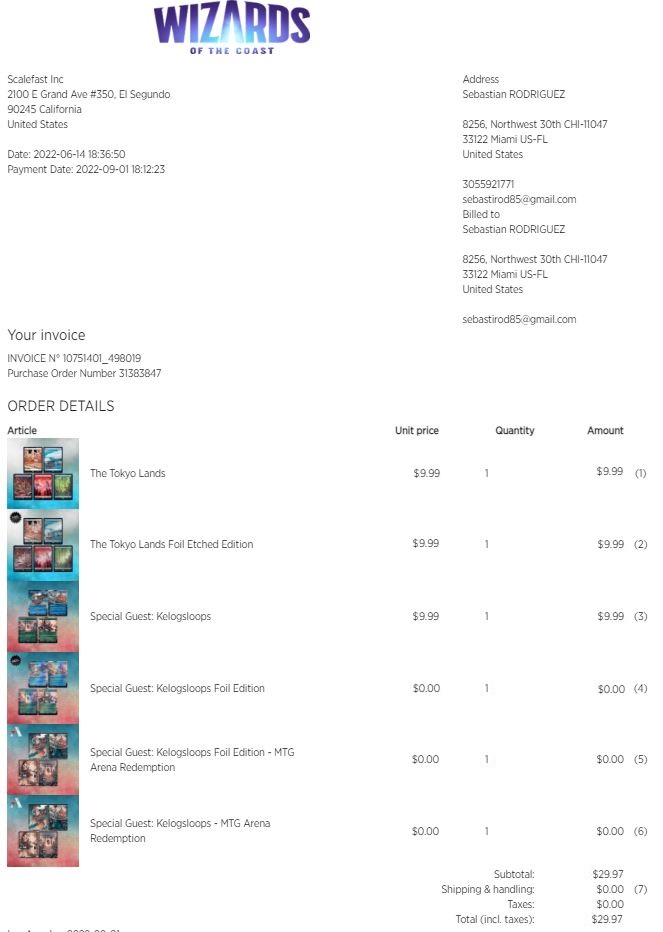 WIZARDS
OF THE COAST
Scalefast Inc
2100 E Grand Ave #350, El Segundo
90245 California
United States
Date: 2022-06-14 18:36:50
Payment Date: 2022-09-01 18:12:23
Address
Sebastian RODRIGUEZ
8256, Northwest 30th CHI-11047
33122 Miami US-FL
United States
3055921771
sebastirod85@gmail.com
Billed to
Sebastian RODRIGUEZ
8256, Northwest 30th CHI-11047
33122 Miami US-FL
United States
sebastirod85@gmail.com
Your invoice
INVOICE N° 10751401_498019
Purchase Order Number 31383847
ORDER DETAILS
Article Unit price Quantity Amount
The Tokyo Lands $9.99 1 $9.99 (1)
The Tokyo Lands Foil Etched Edition $9.99 1 $9.99 (2)
Special Guest: Kelogsloops $9.99 1 $9.99 (3)
Special Guest: Kelogsloops Foil Edition $0.00 1 $0.00 (4)
Special Guest: Kelogsloops Foil Edition - MTG
Arena Redemption $0.00 1 $0.00 (5)
Special Guest: Kelogsloops - MTG Arena
Redemption $0.00 1 $0.00 (6)
Subtotal: $29.97
Shipping & handling: $0.00 (7)
Taxes: $0.00
Total (incl. taxes): $29.97